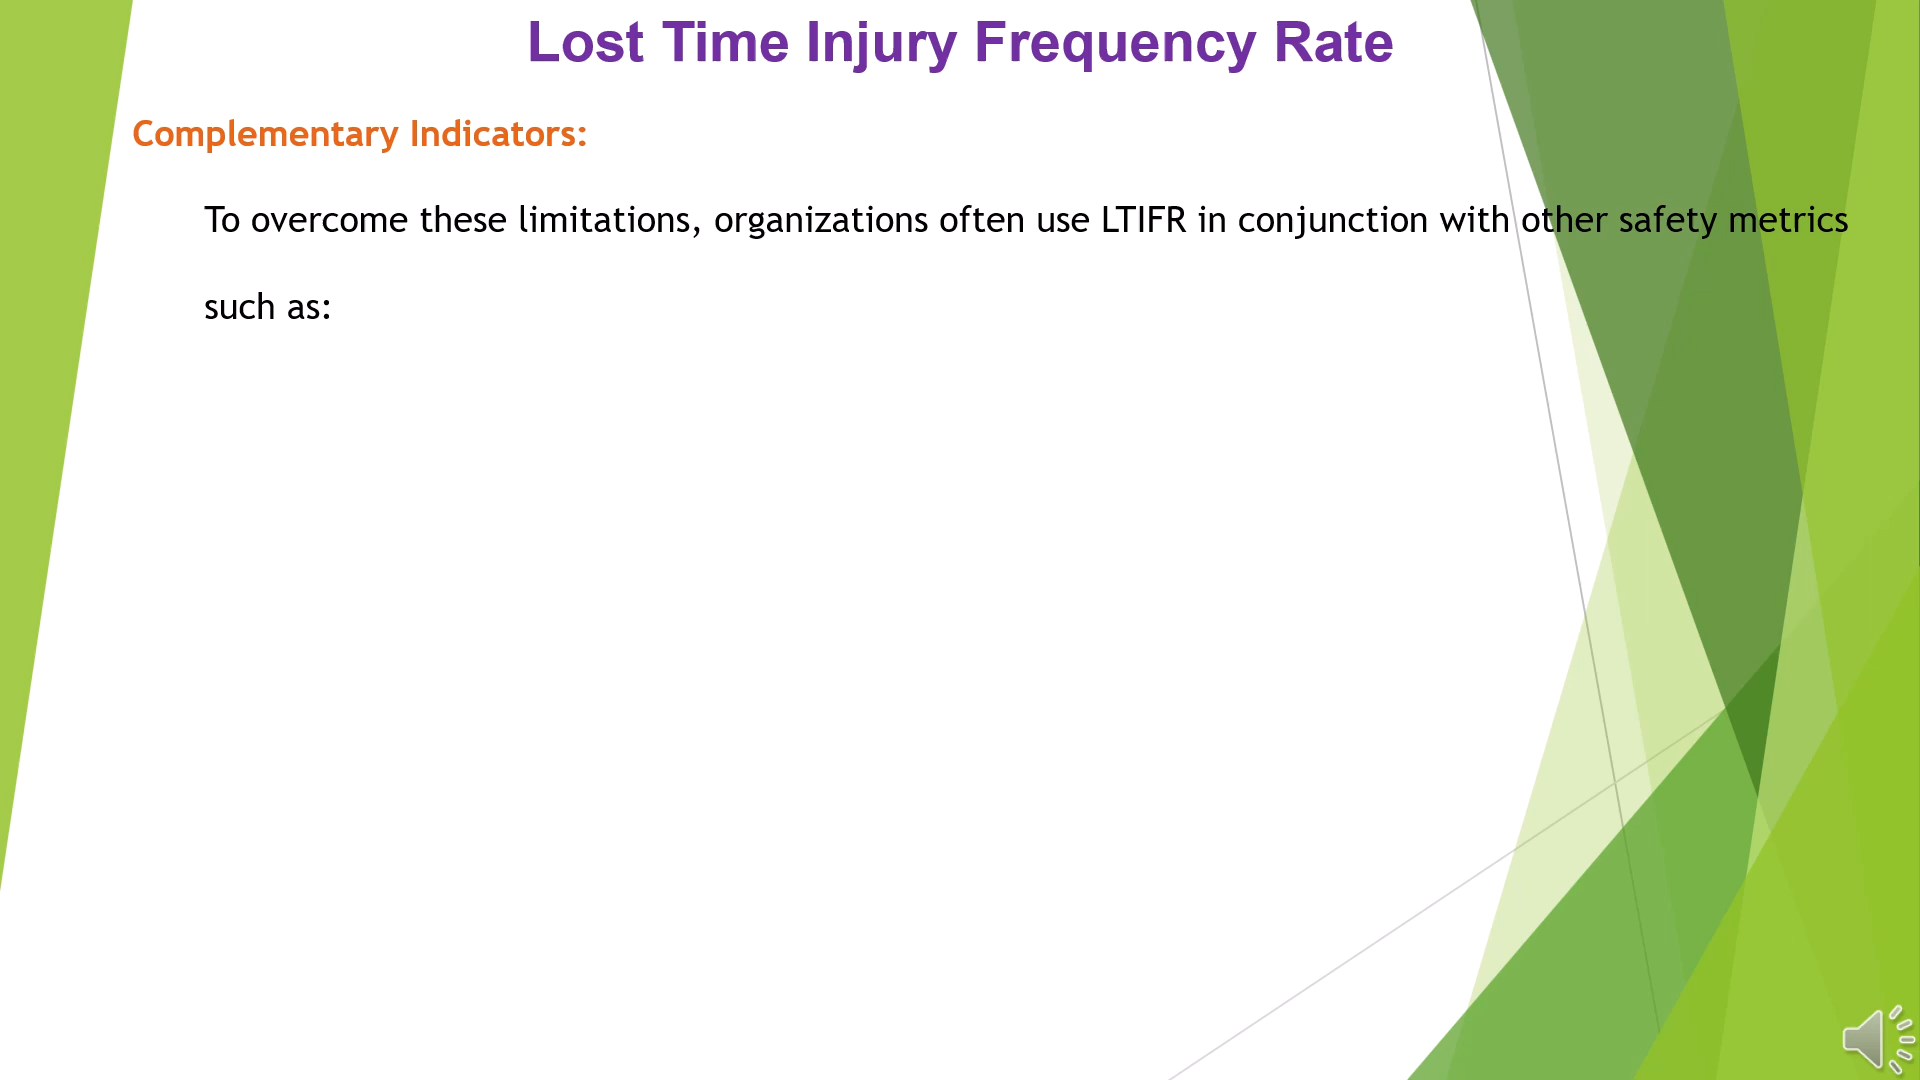 Lost Time Injury Frequency Rate
Complementary Indicators:
To overcome these limitations, organizations often use LTIFR in conjunction with other safety metrics
such as: